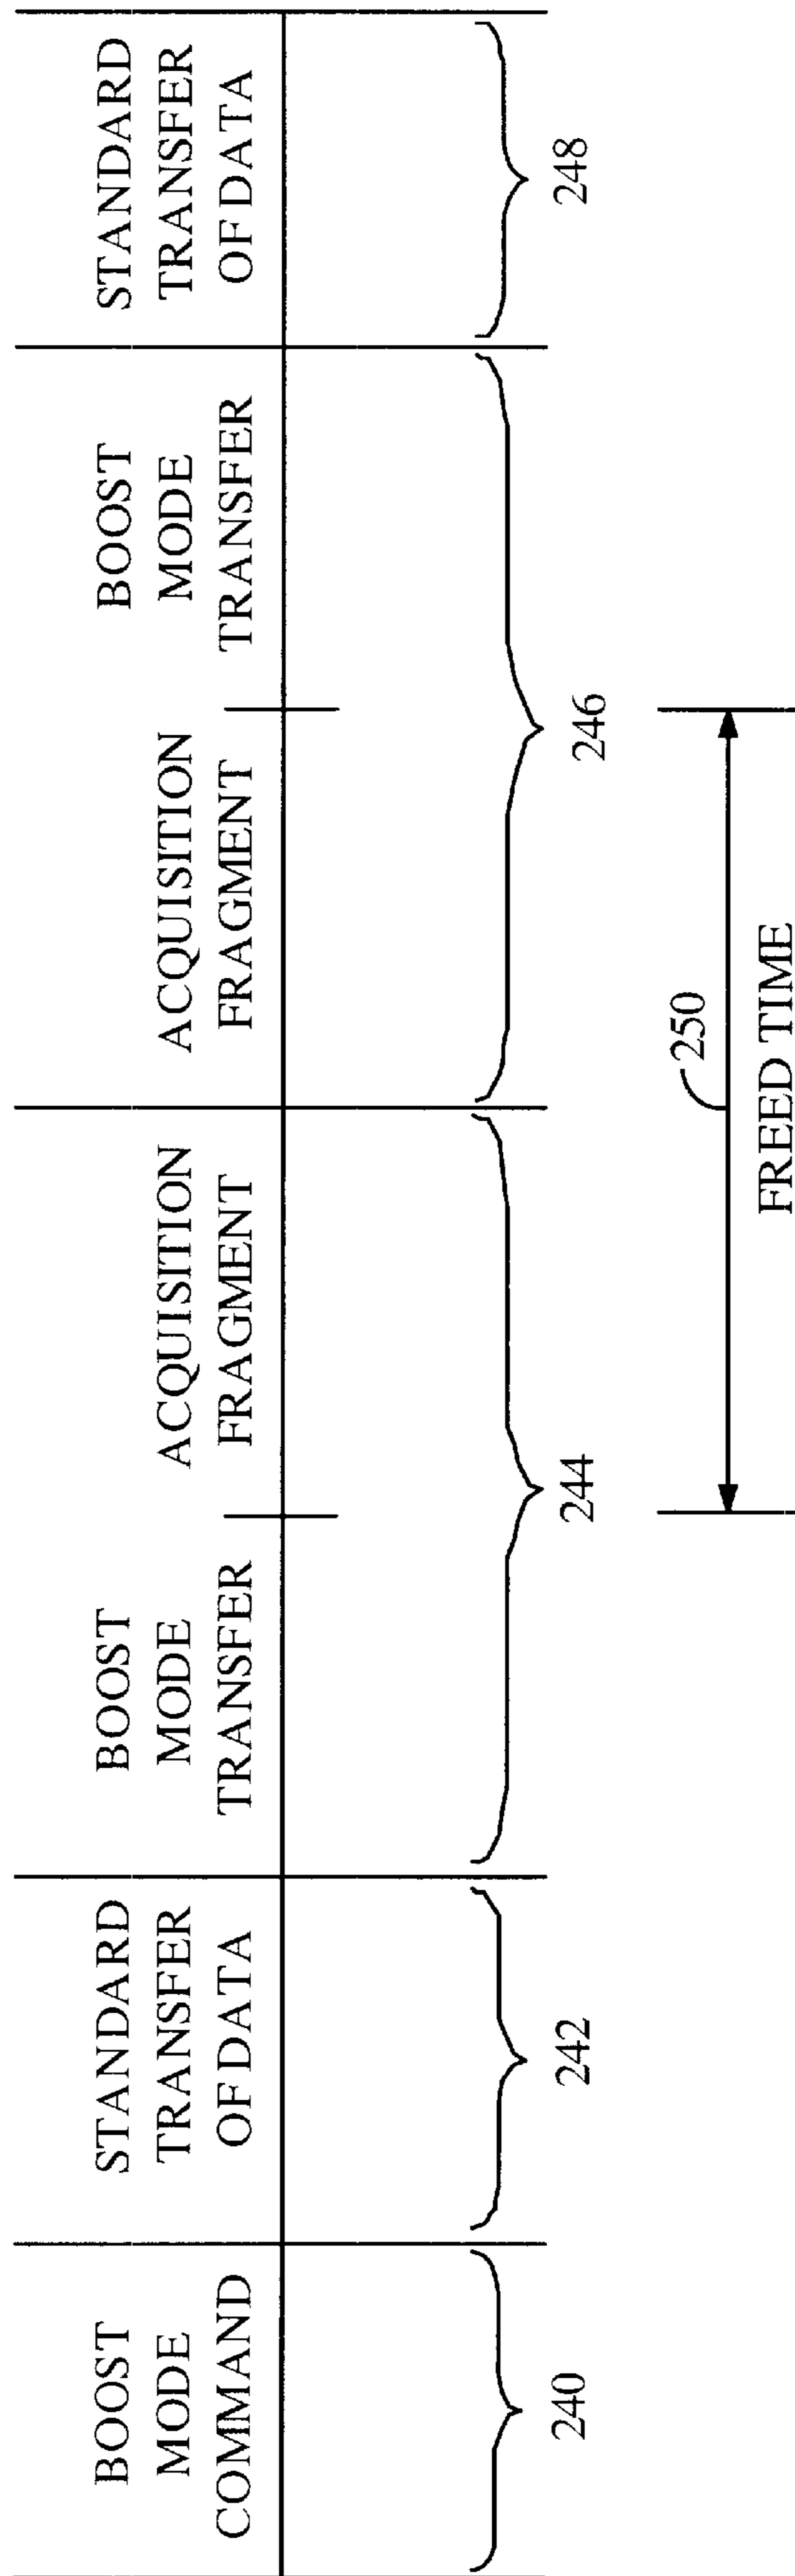 BOOST
MODE
COMMAND
STANDARD
TRANSFER
OF DATA
BOOST
MODE
TRANSFER
ACQUISITION
FRAGMENT
ACQUISITION
FRAGMENT
BOOST
MODE
TRANSFER
STANDARD
TRANSFER
OF DATA
240
242
244
246
248
250
FREED TIME